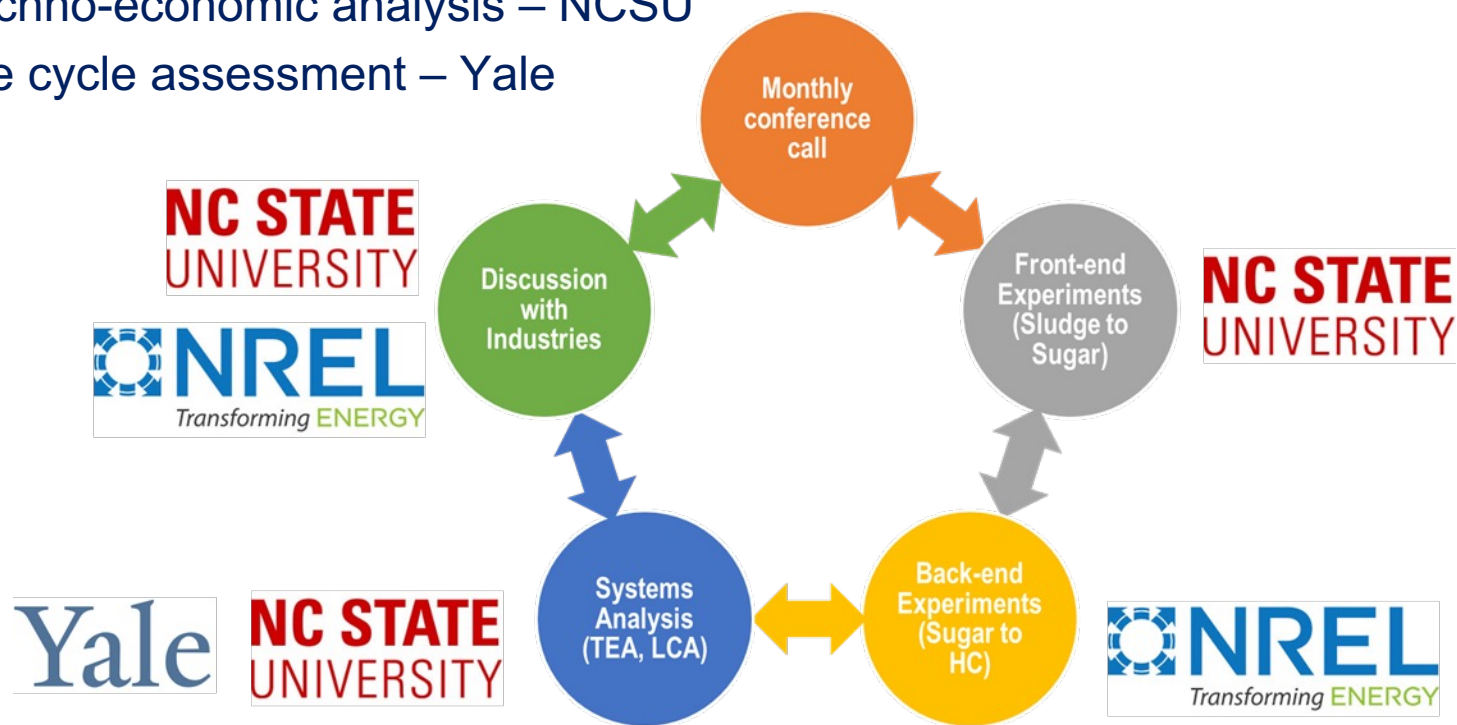 chno-economic analysis – NCSU
e cycle assessment – Yale
Monthly
conference
call
NC STATE
UNIVERSITY
Discussion
with
Industries
Front-end
Experiments
(Sludge to
Sugar)
NC STATE
UNIVERSITY
NREL
Transforming ENERGY
Systems
Analysis
(TEA, LCA)
Back-end
Experiments
(Sugar to
HC)
Yale
NC STATE
UNIVERSITY
NREL
Transforming ENERGY